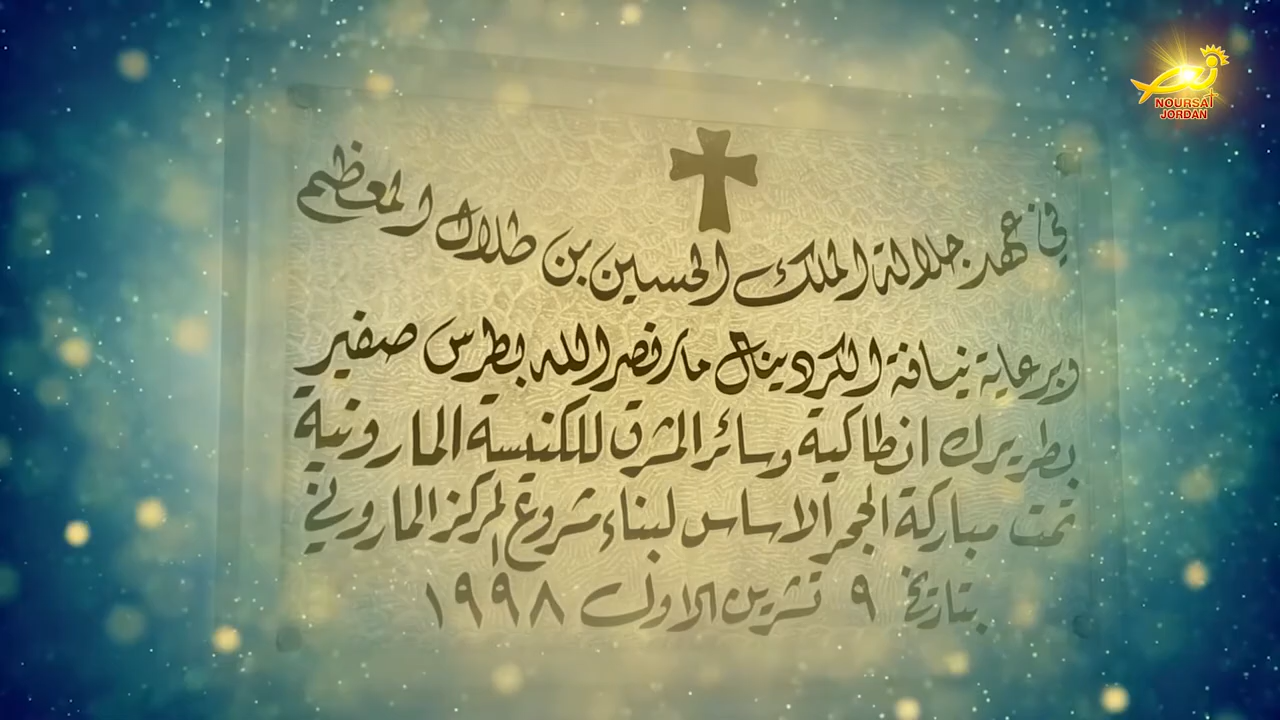 NOURSAT
JORDAN
في عهد جلالة الملك الحسين بن طلال المعظم
وبرعاية نيافة الكردينال مار نصر الله بطرس صفير
بطريرك انطاكية وسائر المشرق للكنيسة المارونية
تمت مباركة الحجر الاساس لبناء مشروع المركز الماروني
بتاريخ ٩ تشرين الاول ١٩٩٨